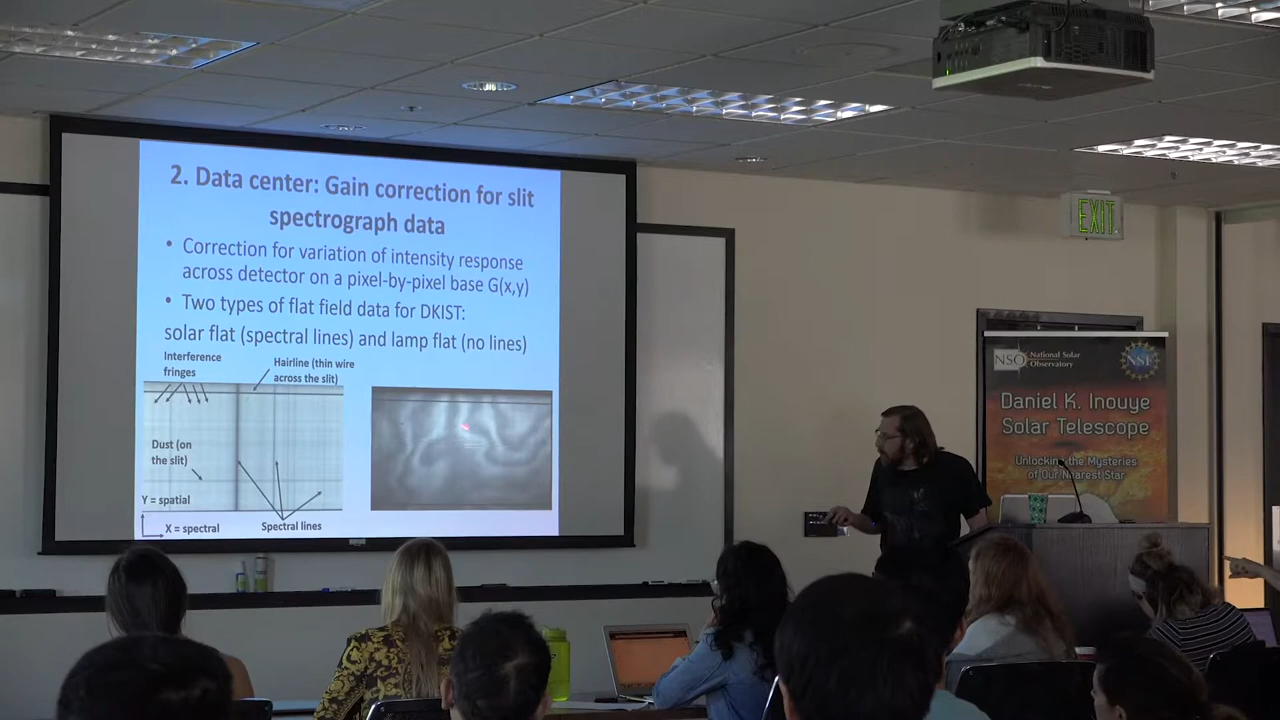 2. Data center: Gain correction for slit
spectrograph data
• Correction for variation of intensity response
across detector on a pixel-by-pixel base G(x,y)
• Two types of flat field data for DKIST:
solar flat (spectral lines) and lamp flat (no lines)
Interference
fringes
Hairline (thin wire
across the slit)
Dust (on
the slit)
Y = spatial
X = spectral
Spectral lines
EXIT
NSO National Solar
Observatory
NSF
Daniel K. Inouye
Solar Telescope
Unlocking the Mysteries
of Our Nearest Star